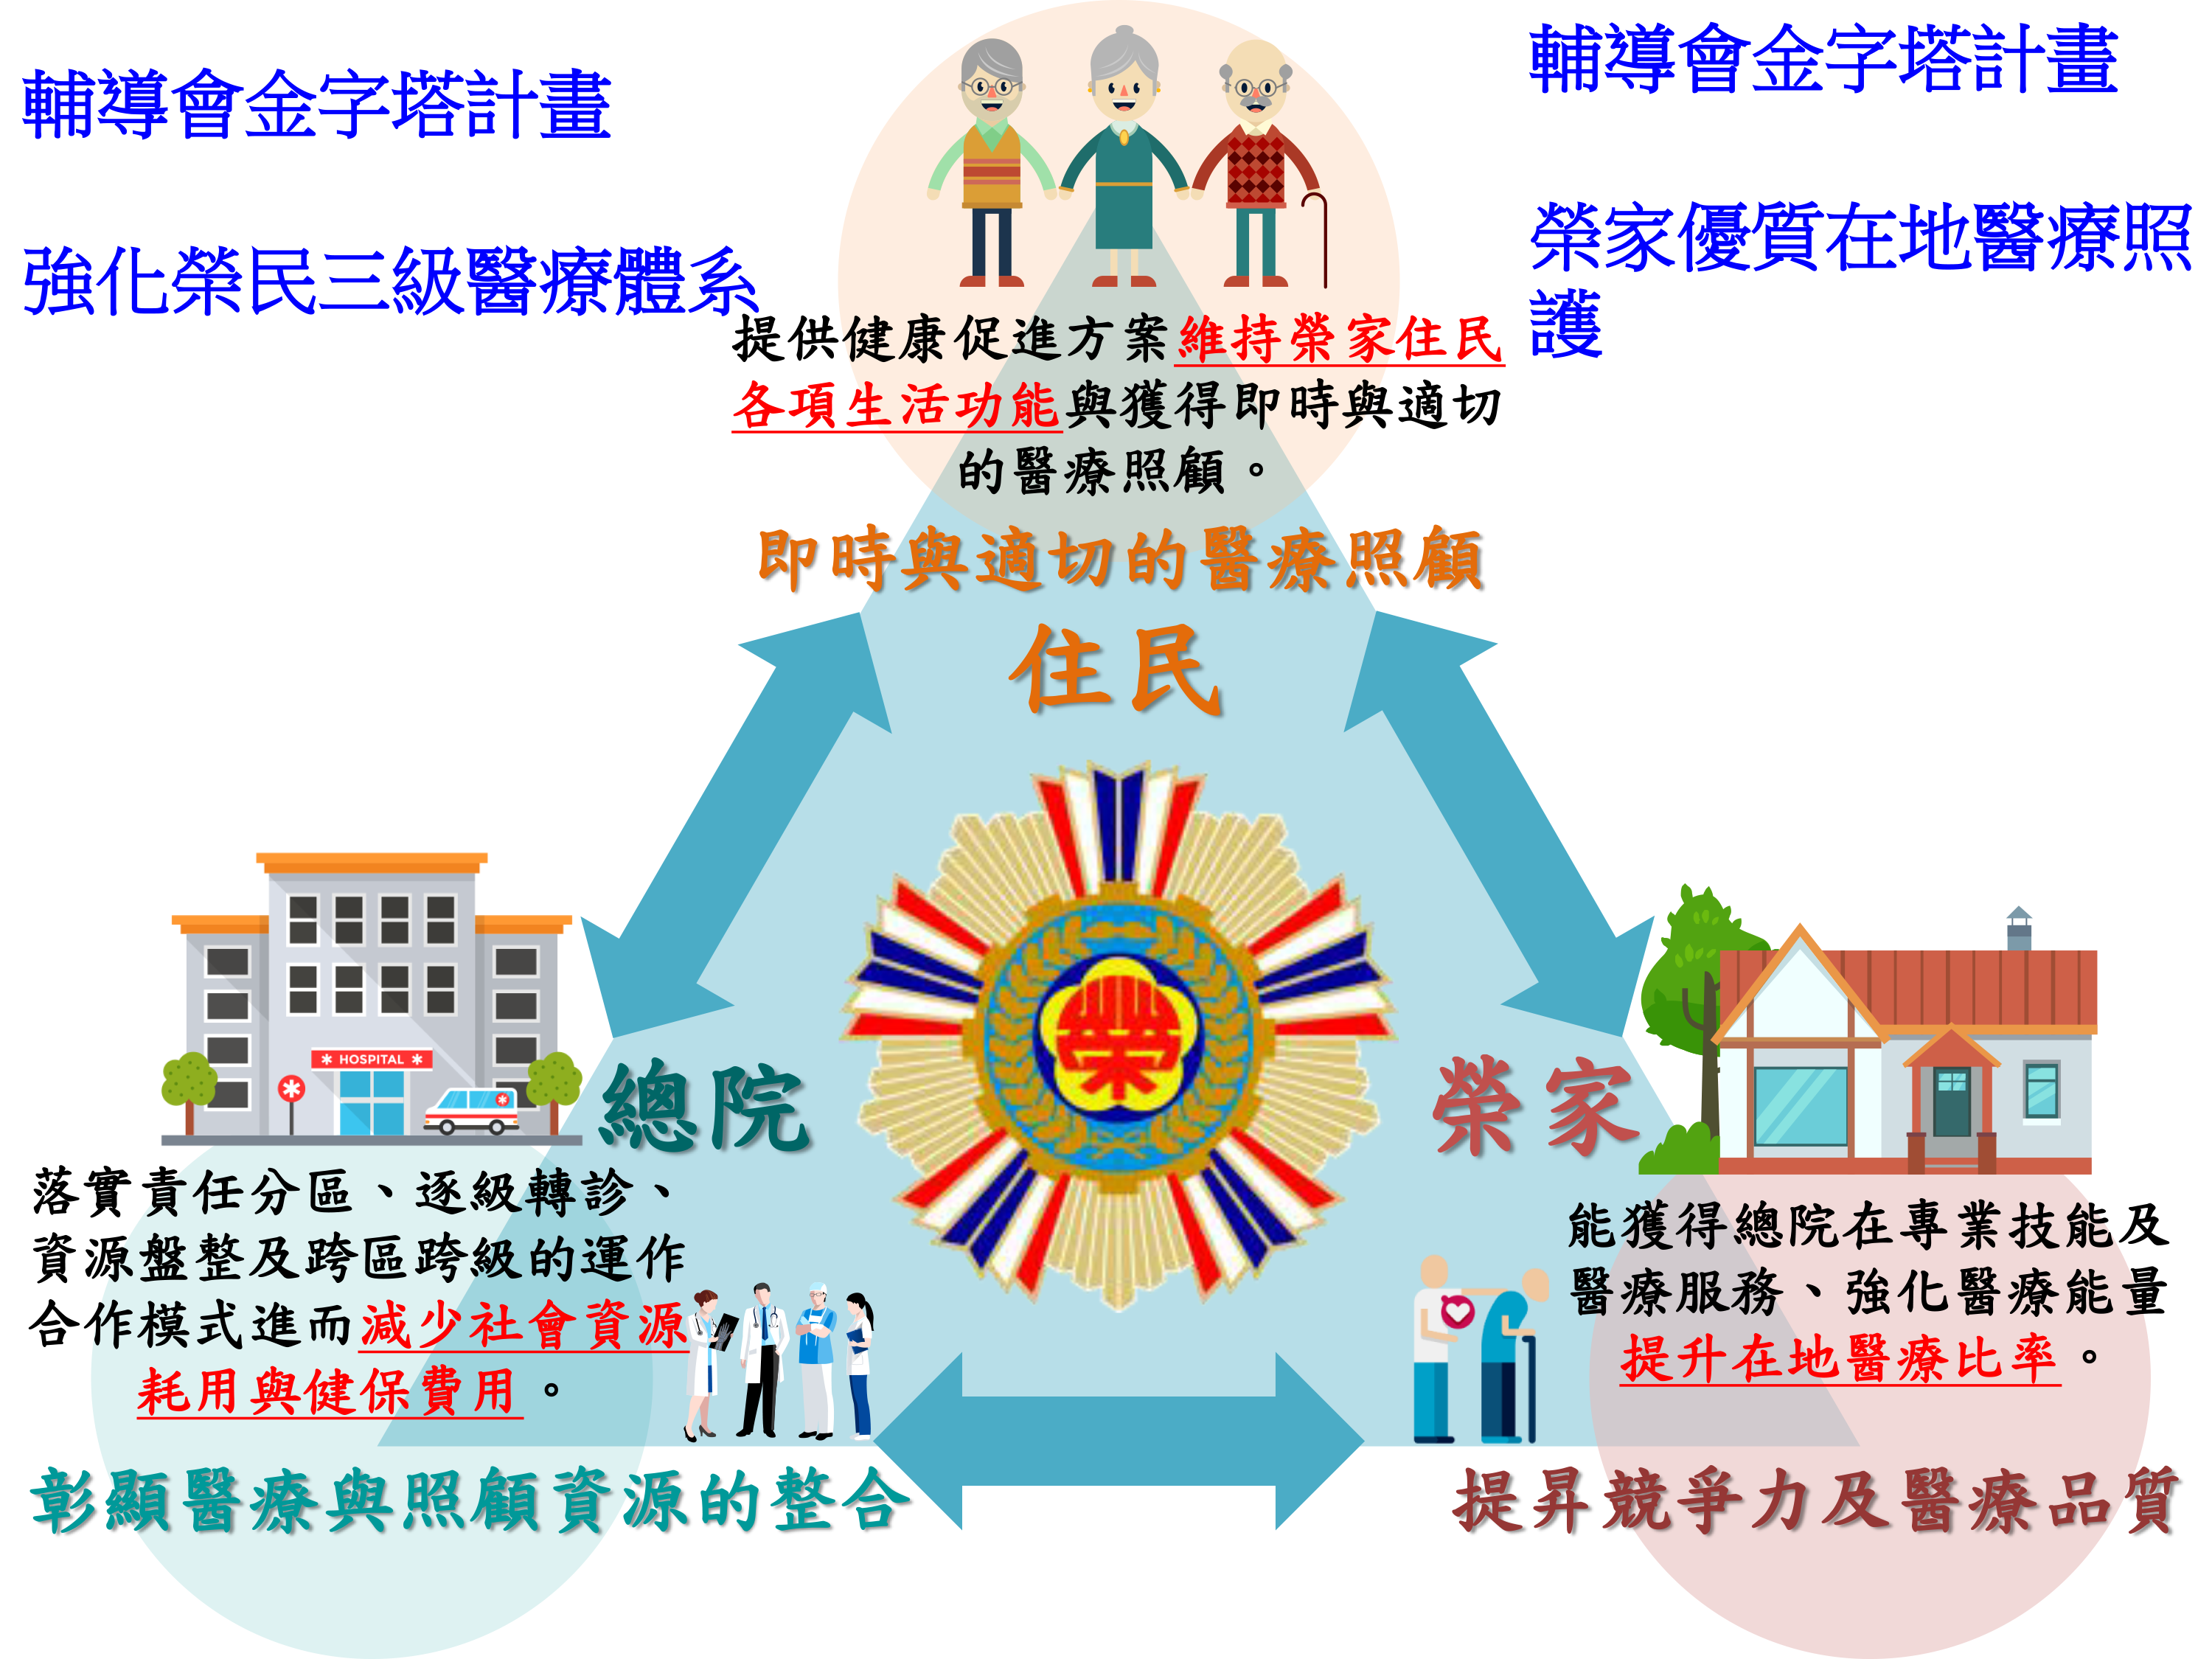 輔導會金字塔計畫
強化榮民三級醫療體系
輔導會金字塔計畫
榮家優質在地醫療照
護
提供健康促進方案維持榮家住民
各項生活功能與獲得即時與適切
的醫療照顧。
即時與適切的醫療照顧
住民
榮
HOSPITAL
總院
落實責任分區、逐級轉診、
資源盤整及跨區跨級的運作
合作模式進而減少社會資源
耗用與健保費用。
彰顯醫療與照顧資源的整合
榮家
能獲得總院在專業技能及
醫療服務、強化醫療能量
提升在地醫療比率。
提昇競爭力及醫療品質